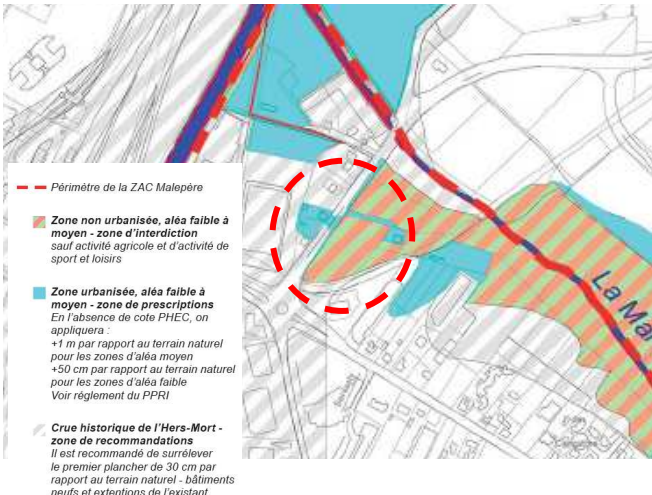 Périmètre de la ZAC Malepère
Zone non urbanisée, aléa faible à
moyen - zone d'interdiction
sauf activité agricole et d'activité de
sport et loisirs
Zone urbanisée, aléa faible à
moyen - zone de prescriptions
En l'absence de cote PHEC, on
appliquera :
+1 m par rapport au terrain naturel
pour les zones d'aléa moyen
+50 cm par rapport au terrain naturel
pour les zones d'aléa faible
Voir réglement du PPRI
Crue historique de l'Hers-Mort -
zone de recommandations
Il est recommandé de surrélever
le premier plancher de 30 cm par
rapport au terrain naturel - bâtiments
neufs et extentions de l'existant
La Mar